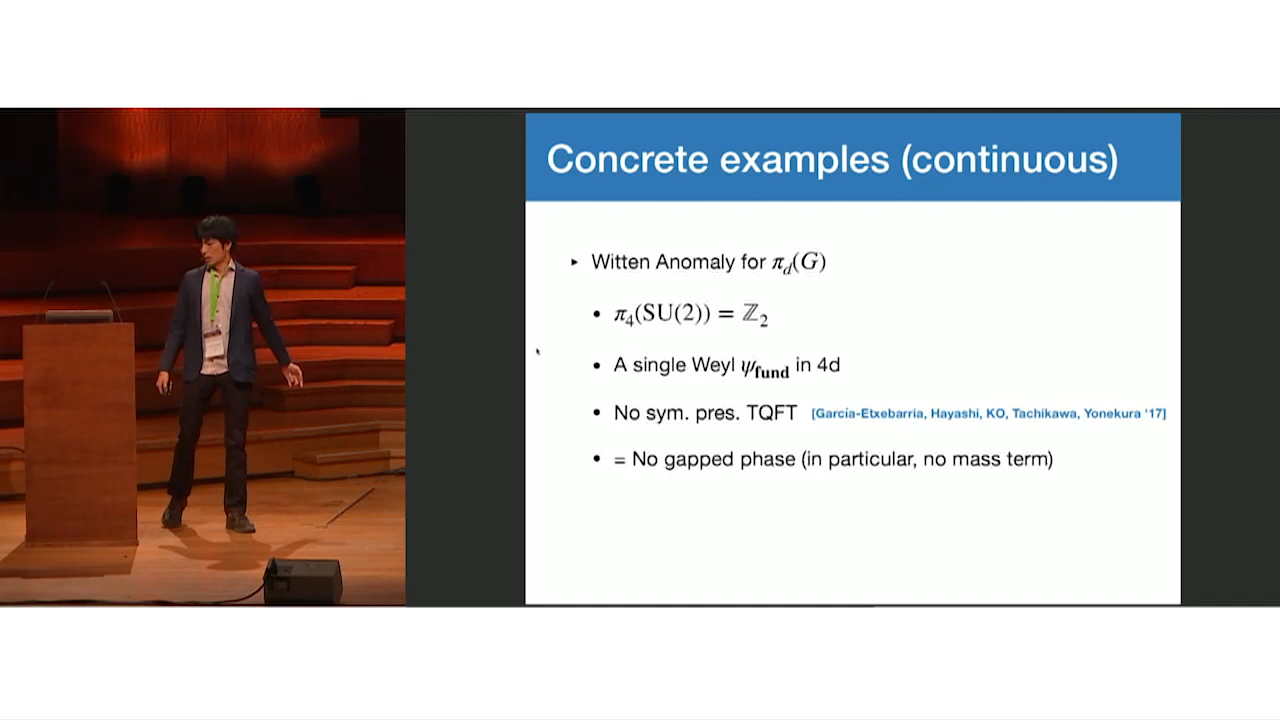 Concrete examples (continuous)
▸ Witten Anomaly for π_d(G)
• π_4(SU(2)) = ℤ_2
• A single Weyl ψ_fund in 4d
• No sym. pres. TQFT [García-Etxebarria, Hayashi, KO, Tachikawa, Yonekura ‘17]
• = No gapped phase (in particular, no mass term)